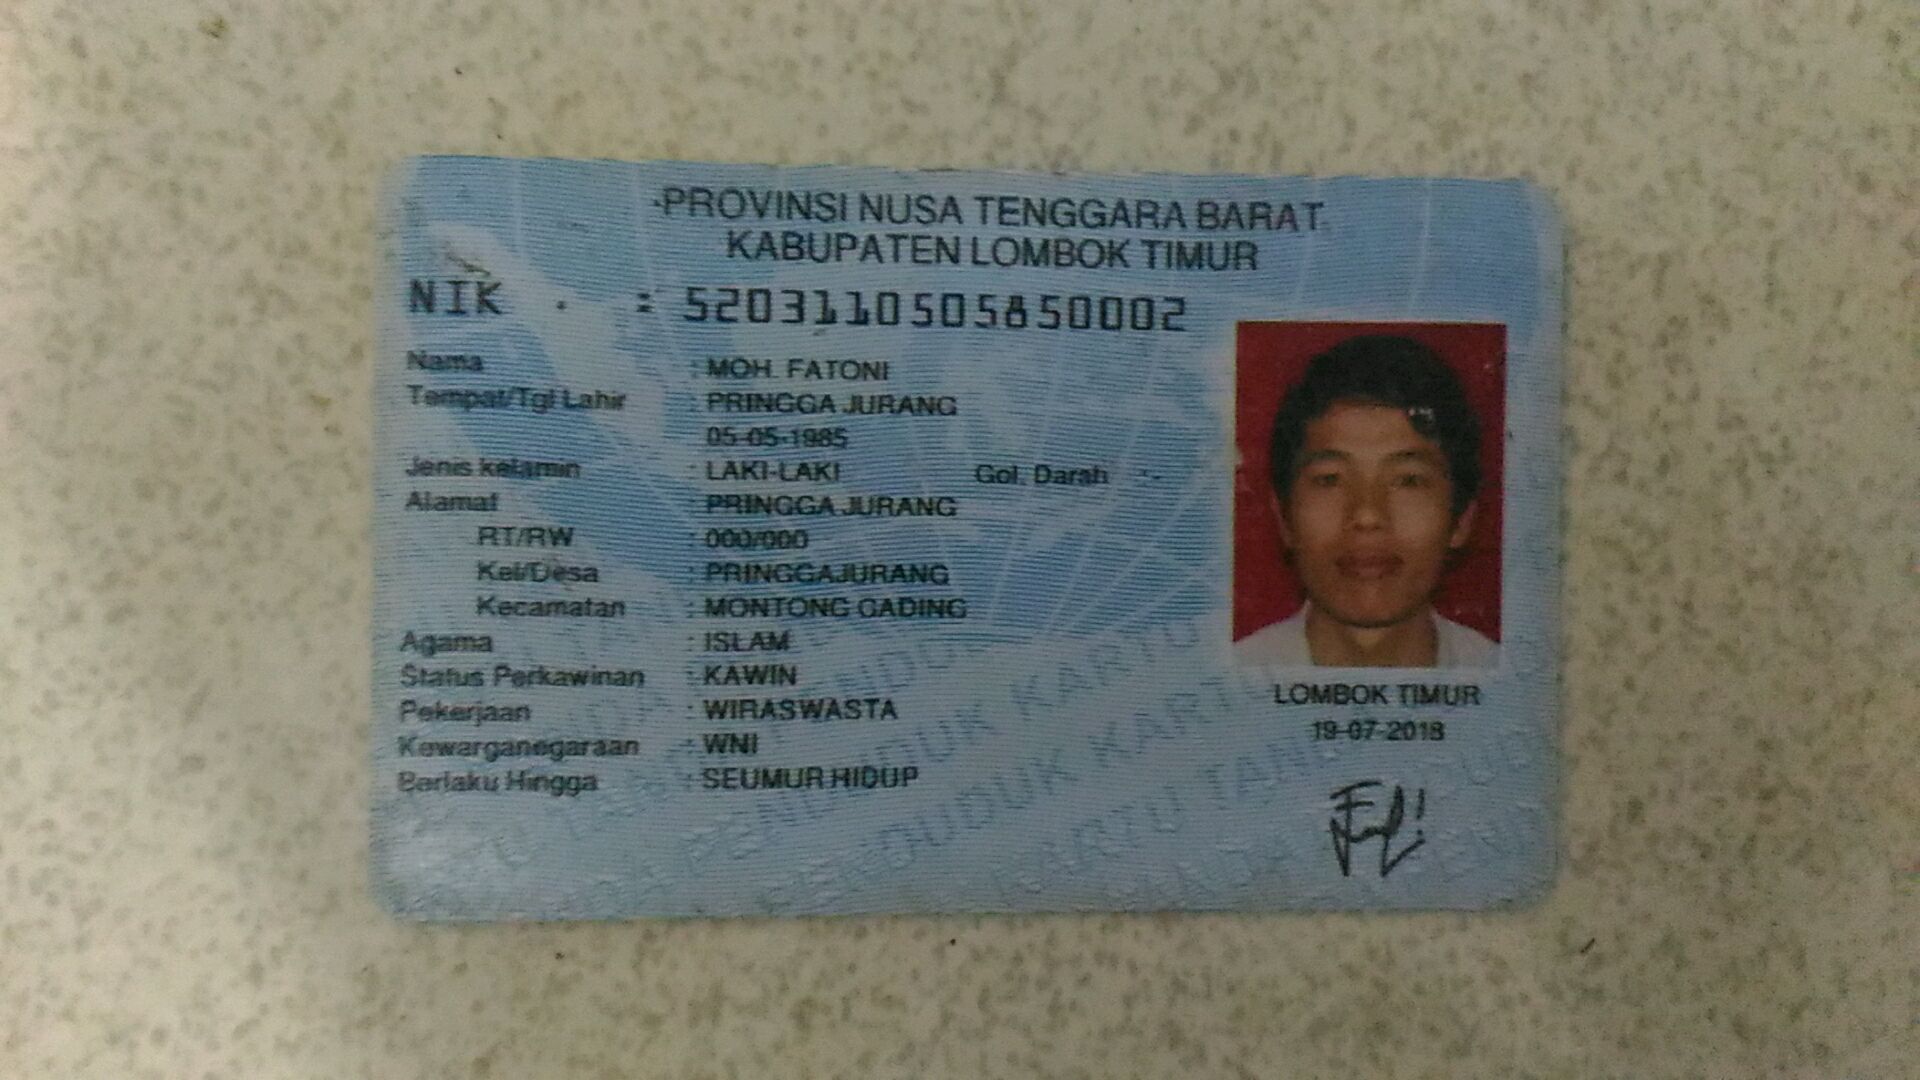 PROVINSI NUSA TENGGARA BARAT
KABUPATEN LOMBOK TIMUR
NIK : 5203110505850002
Nama : MOH. FATONI
Tempat/Tgl Lahir : PRINGGA JURANG
05-05-1985
Jenis kelamin : LAKI-LAKI Gol. Darah : -
Alamat : PRINGGA JURANG
RT/RW : 000/000
Kel/Desa : PRINGGAJURANG
Kecamatan : MONTONG GADING
Agama : ISLAM
Status Perkawinan : KAWIN
Pekerjaan : WIRASWASTA
Kewarganegaraan : WNI
Berlaku Hingga : SEUMUR HIDUP
LOMBOK TIMUR
19-07-2018